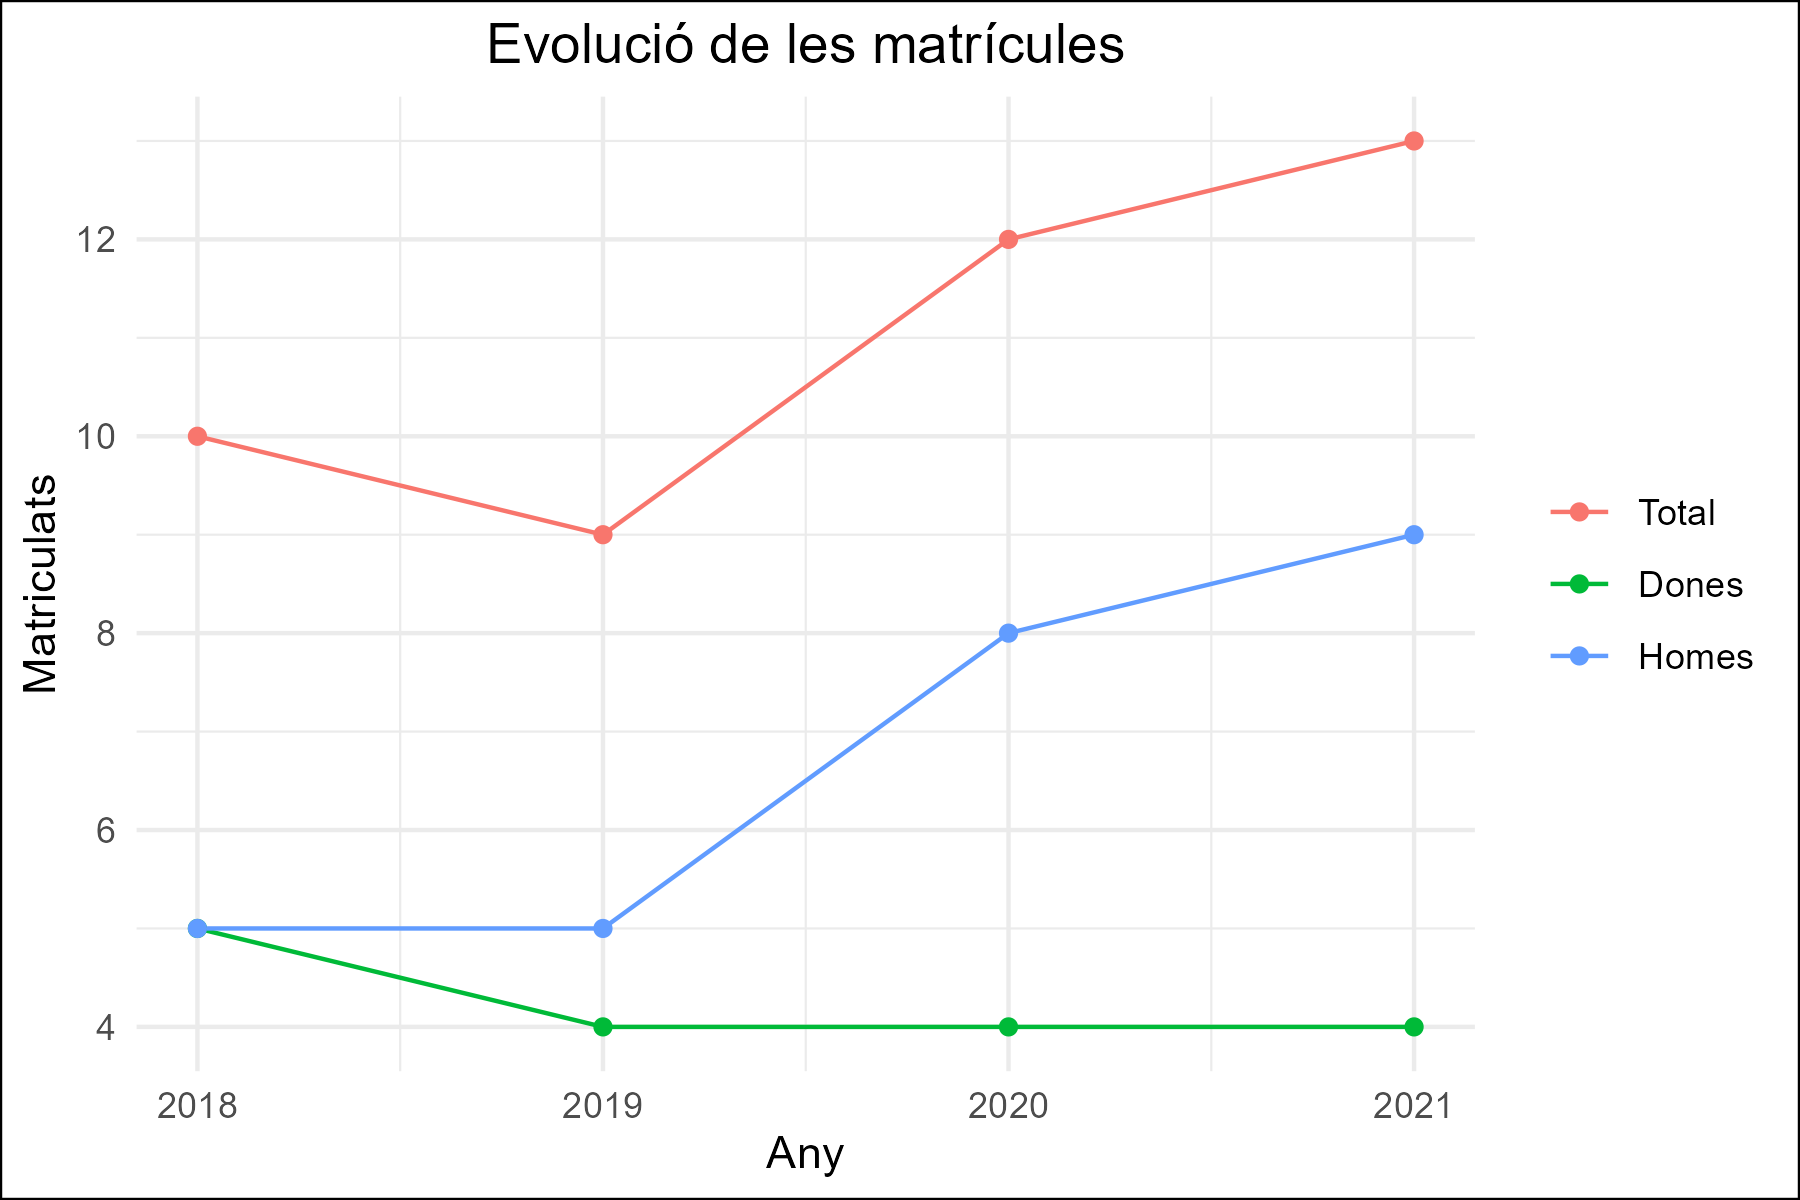 Evolució de les matrícules
Matriculats
12
10
8
6
4
2018
2019
2020
2021
Any
Total
Dones
Homes